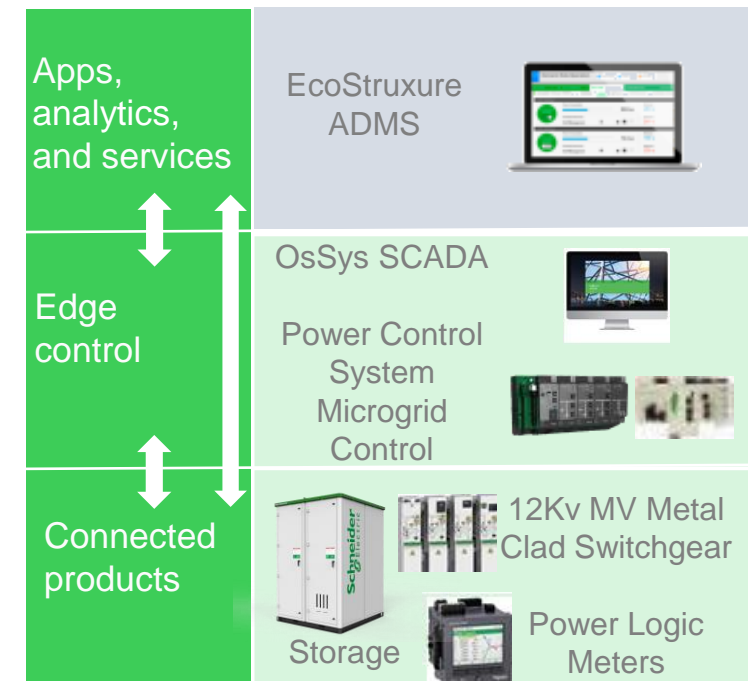 Apps,
analytics,
and services
EcoStruxure
ADMS
Edge
control
OsSys SCADA
Power Control
System
Microgrid
Control
Connected
products
Schneider
Electric
12Kv MV Metal
Clad Switchgear
Storage
Power Logic
Meters